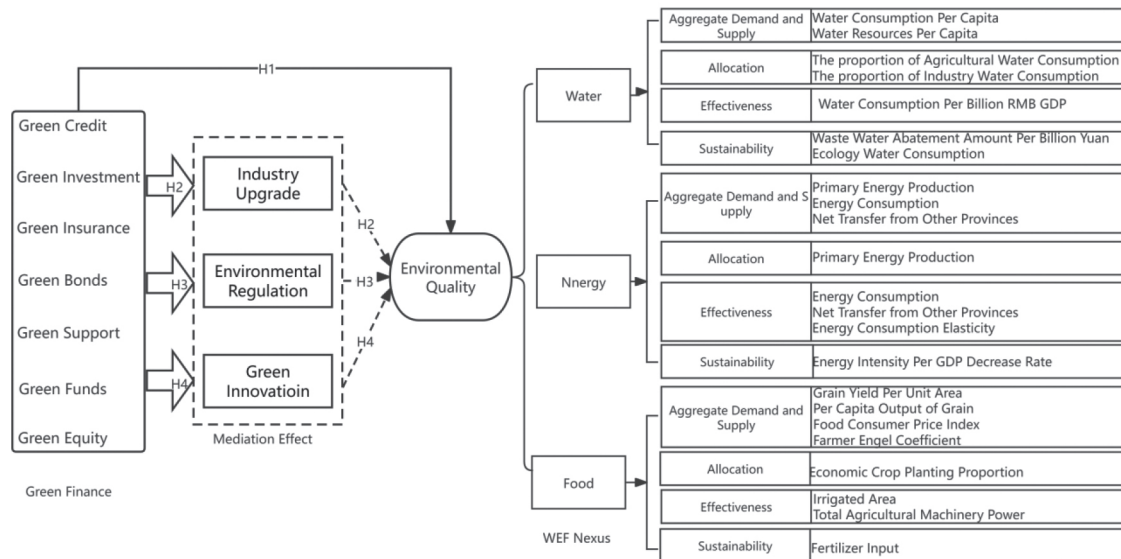 H1
Green Credit
Green Investment
Green Insurance
Green Bonds
Green Support
Green Funds
Green Equity
Green Finance
H2
H3
H4
Industry
Upgrade
Environmental
Regulation
Green
Innovatioin
Mediation Effect
H2
H3
H4
Environmental
Quality
Water
Aggregate Demand and
Supply
Water Consumption Per Capita
Water Resources Per Capita
Allocation
The proportion of Agricultural Water Consumption
The proportion of Industry Water Consumption
Effectiveness
Water Consumption Per Billion RMB GDP
Sustainability
Waste Water Abatement Amount Per Billion Yuan
Ecology Water Consumption
Nnergy
Aggregate Demand and S
upply
Primary Energy Production
Energy Consumption
Net Transfer from Other Provinces
Allocation
Primary Energy Production
Effectiveness
Energy Consumption
Net Transfer from Other Provinces
Energy Consumption Elasticity
Sustainability
Energy Intensity Per GDP Decrease Rate
Food
Aggregate Demand and
Supply
Grain Yield Per Unit Area
Per Capita Output of Grain
Food Consumer Price Index
Farmer Engel Coefficient
Allocation
Economic Crop Planting Proportion
Effectiveness
Irrigated Area
Total Agricultural Machinery Power
Sustainability
Fertilizer Input
WEF Nexus